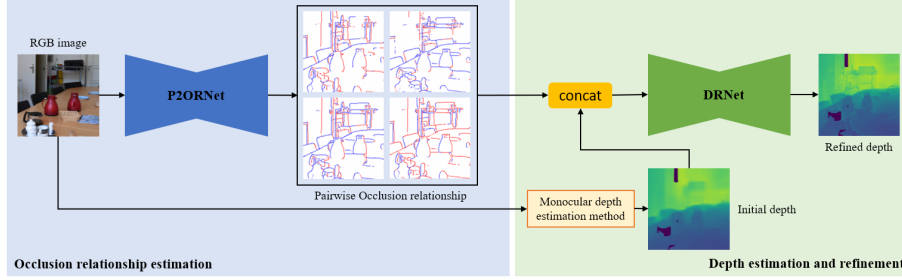 RGB image
P2ORNet
Pairwise Occlusion relationship
concat
DRNet
Refined depth
Monocular depth
estimation method
Initial depth
Occlusion relationship estimation
Depth estimation and refinement